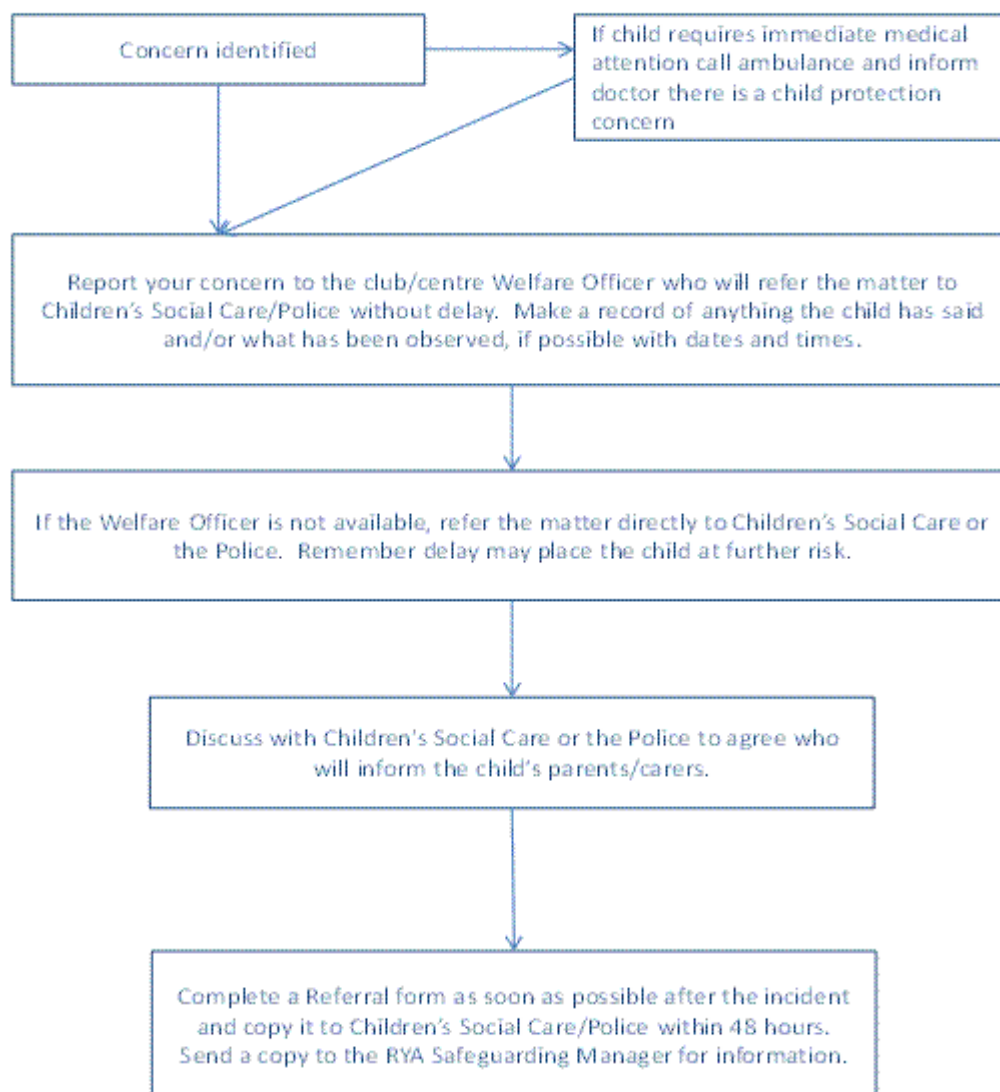 Concern identified
If child requires immediate medical
attention call ambulance and inform
doctor there is a child protection
concern
Report your concern to the club/centre Welfare Officer who will refer the matter to
Children's Social Care/Police without delay.  Make a record of anything the child has said
and/or what has been observed, if possible with dates and times.
If the Welfare Officer is not available, refer the matter directly to Children's Social Care or
the Police.  Remember delay may place the child at further risk.
Discuss with Children's Social Care or the Police to agree who
will inform the child's parents/carers.
Complete a Referral form as soon as possible after the incident
and copy it to Children's Social Care/Police within 48 hours.
Send a copy to the RYA Safeguarding Manager for information.